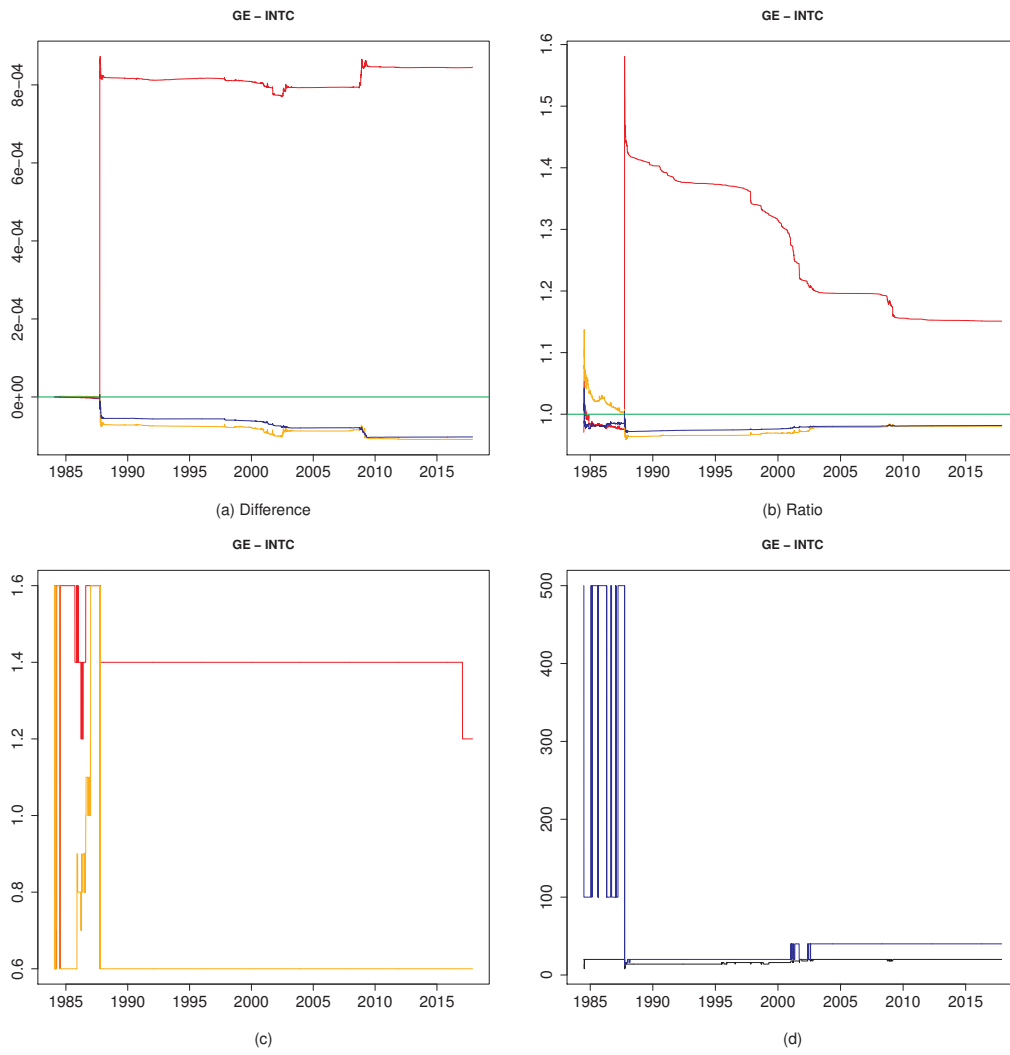 GE − INTC
8e−04
6e−04
4e−04
2e−04
0e+00
1985 1990 1995 2000 2005 2010 2015
(a) Difference
GE − INTC
1.6
1.5
1.4
1.3
1.2
1.1
1.0
1985 1990 1995 2000 2005 2010 2015
(b) Ratio
GE − INTC
1.6
1.4
1.2
1.0
0.8
0.6
1985 1990 1995 2000 2005 2010 2015
(c)
GE − INTC
500
400
300
200
100
0
1985 1990 1995 2000 2005 2010 2015
(d)